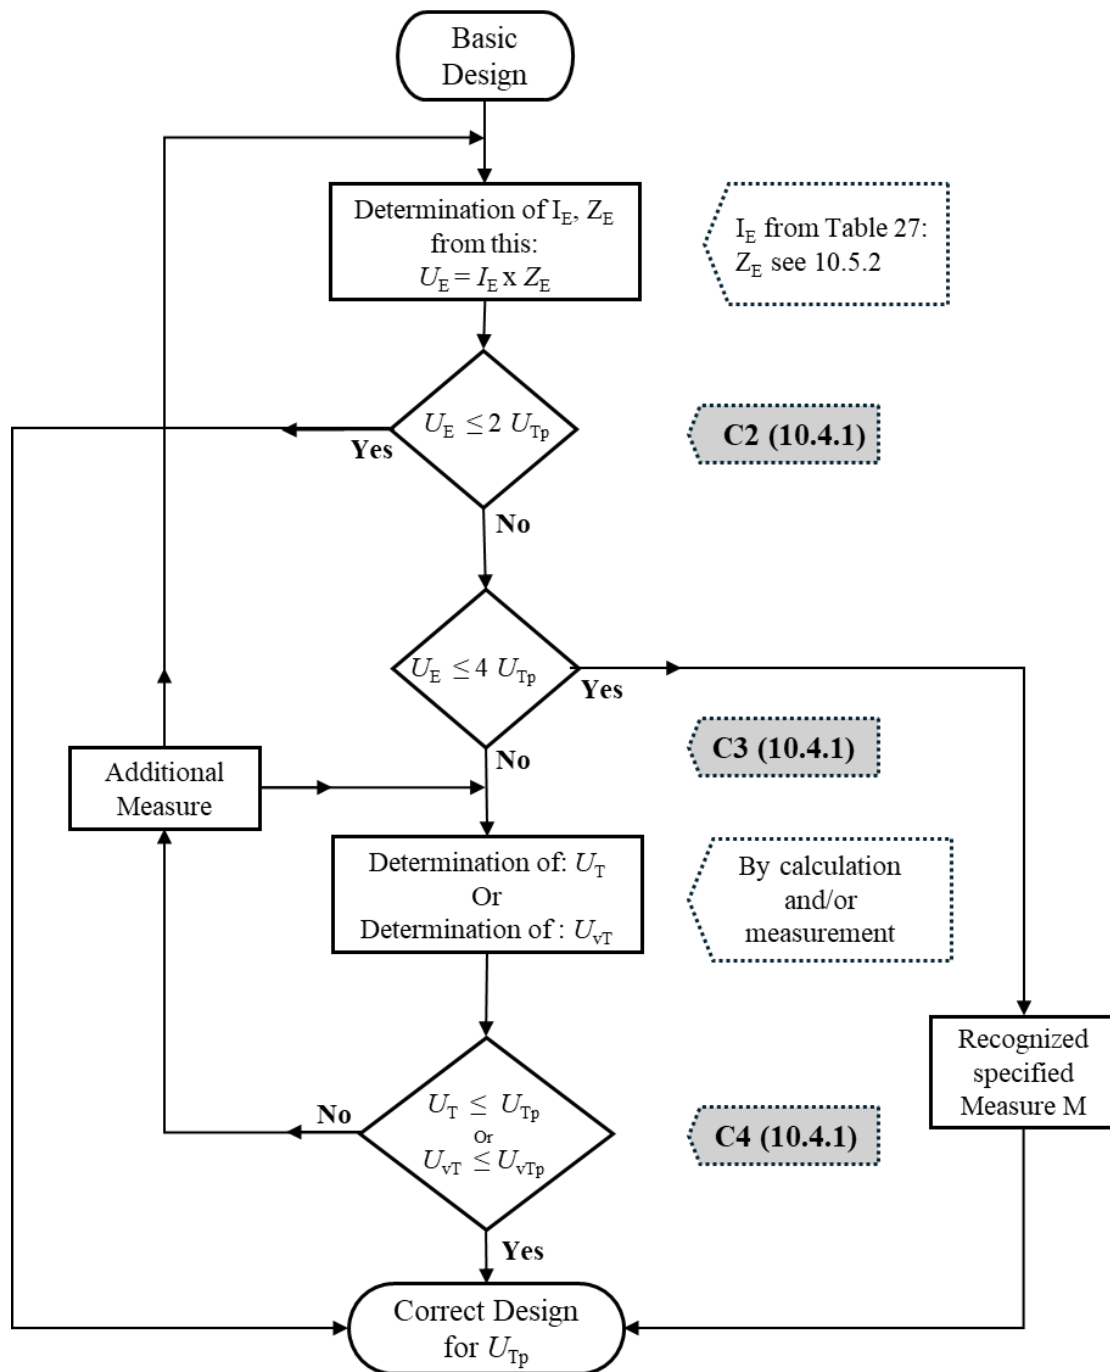 Basic
Design
Determination of I_E, Z_E
from this:
U_E = I_E x Z_E
I_E from Table 27:
Z_E see 10.5.2
U_E ≤ 2 U_Tp
C2 (10.4.1)
Yes
No
U_E ≤ 4 U_Tp
Yes
C3 (10.4.1)
No
Additional
Measure
Determination of: U_T
Or
Determination of : U_vT
By calculation
and/or
measurement
Recognized
specified
Measure M
U_T ≤ U_Tp
Or
U_vT ≤ U_vTp
No
C4 (10.4.1)
Yes
Correct Design
for U_Tp